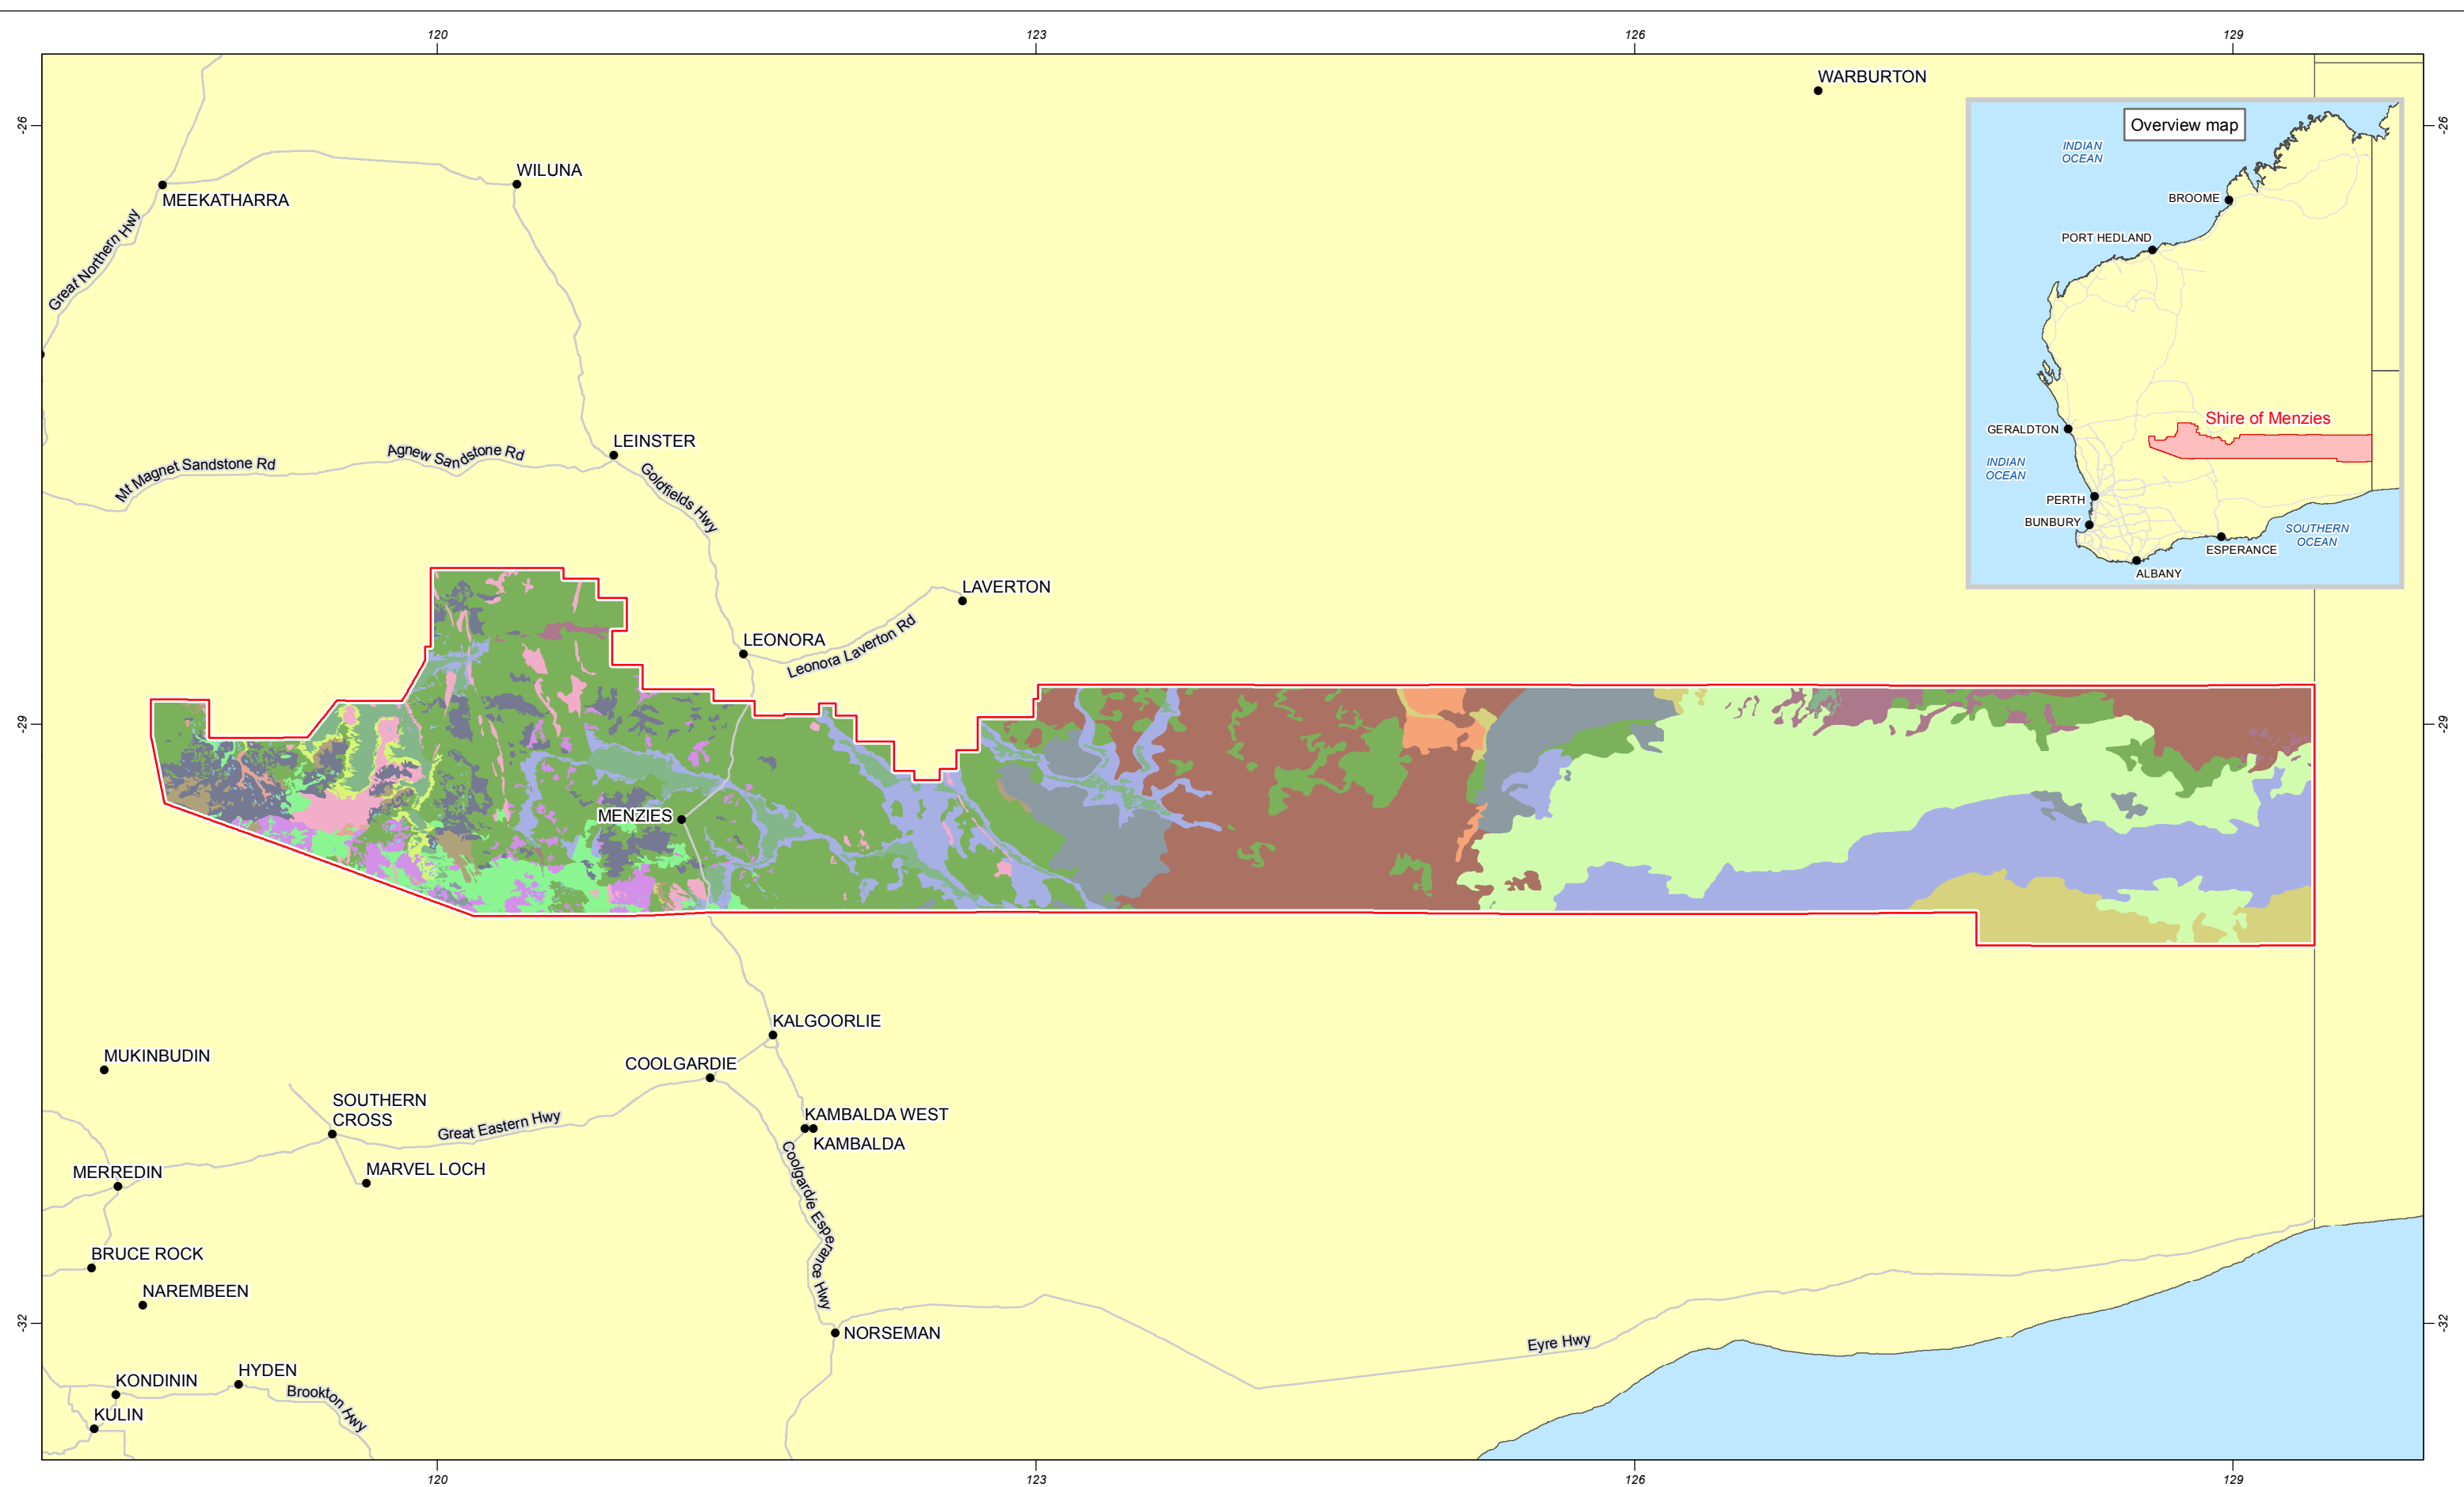 120
123
126
129
-26
-26
WARBURTON
Overview map
INDIAN
OCEAN
BROOME
PORT HEDLAND
Shire of Menzies
GERALDTON
INDIAN
OCEAN
PERTH
BUNBURY
SOUTHERN
OCEAN
ESPERANCE
ALBANY
WILUNA
MEEKATHARRA
Great Northern Hwy
LEINSTER
Agnew Sandstone Rd
Mt Magnet Sandstone Rd
Goldfields Hwy
LAVERTON
LEONORA
Leonora Laverton Rd
-29
-29
MENZIES
KALGOORLIE
COOLGARDIE
MUKINBUDIN
SOUTHERN
CROSS
Great Eastern Hwy
KAMBALDA WEST
KAMBALDA
Coolgardie Esperance Hwy
MERREDIN
MARVEL LOCH
BRUCE ROCK
NAREMBEEN
-32
-32
NORSEMAN
Eyre Hwy
HYDEN
KONDININ
Brookton Hwy
KULIN
120
123
126
129